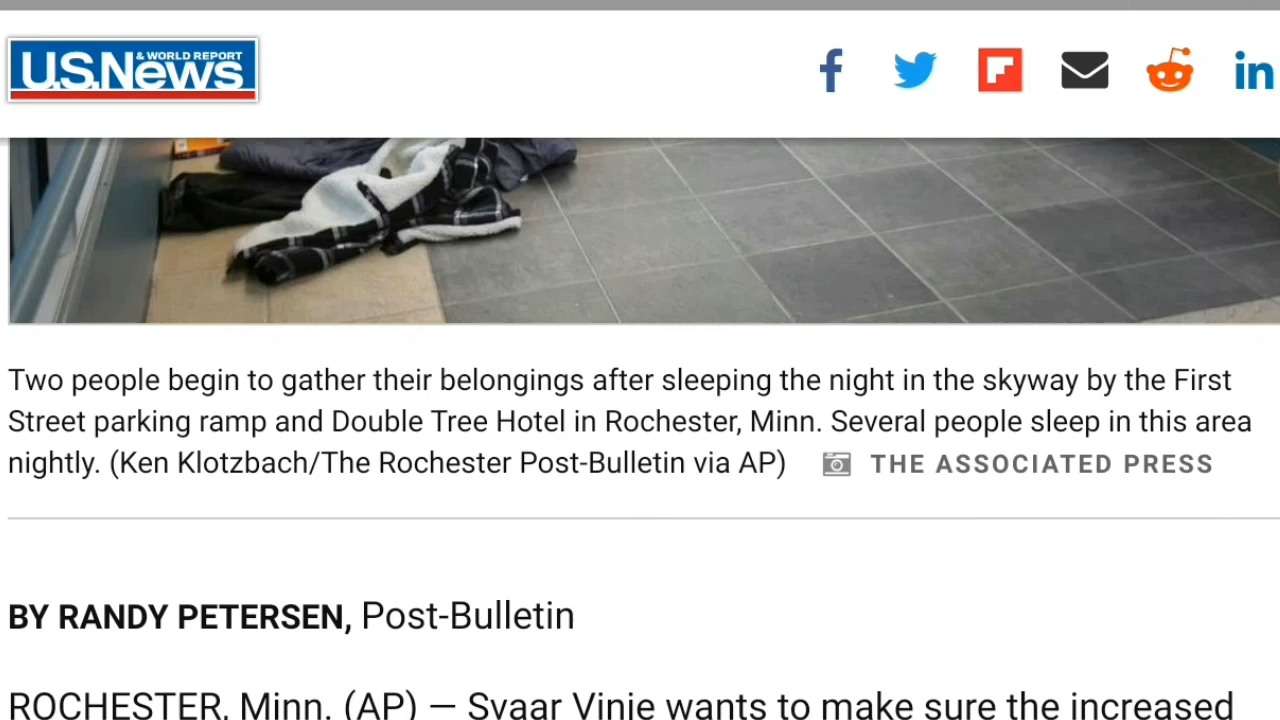 U.S.News
& WORLD REPORT
Two people begin to gather their belongings after sleeping the night in the skyway by the First
Street parking ramp and Double Tree Hotel in Rochester, Minn. Several people sleep in this area
nightly. (Ken Klotzbach/The Rochester Post-Bulletin via AP) THE ASSOCIATED PRESS
BY RANDY PETERSEN, Post-Bulletin
ROCHESTER, Minn. (AP) — Svaar Vinje wants to make sure the increased